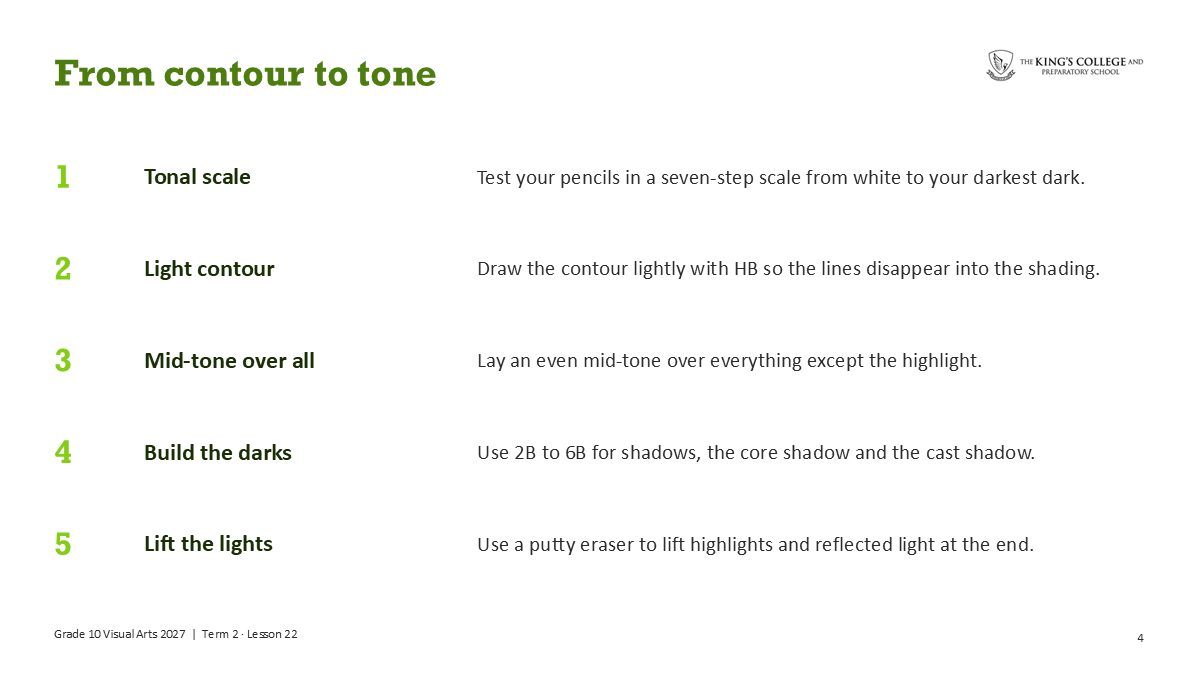 From contour to tone
THE KING'S COLLEGE AND
PREPARATORY SCHOOL
1 Tonal scale Test your pencils in a seven-step scale from white to your darkest dark.
2 Light contour Draw the contour lightly with HB so the lines disappear into the shading.
3 Mid-tone over all Lay an even mid-tone over everything except the highlight.
4 Build the darks Use 2B to 6B for shadows, the core shadow and the cast shadow.
5 Lift the lights Use a putty eraser to lift highlights and reflected light at the end.
Grade 10 Visual Arts 2027 | Term 2 · Lesson 22
4